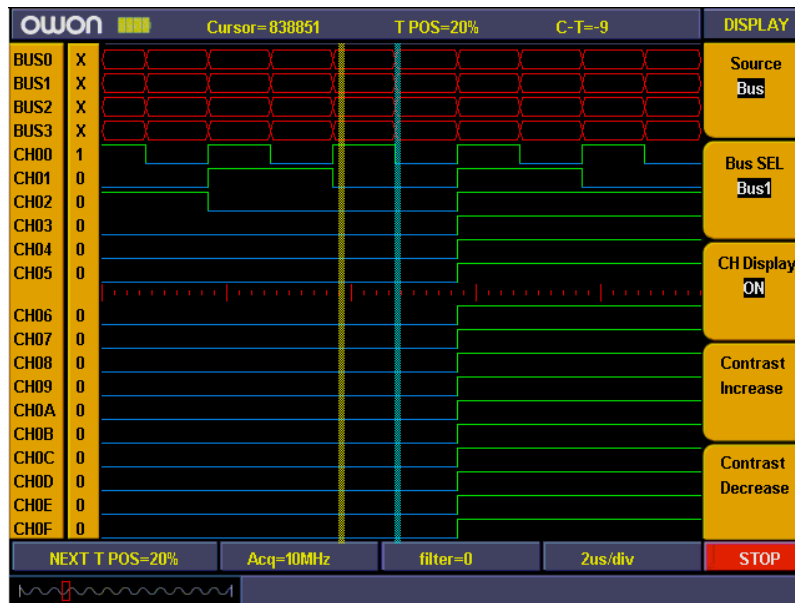 owon Cursor=838851 T POS=20% C-T=-9 DISPLAY
BUS0 X
BUS1 X
BUS2 X
BUS3 X
CH00 1
CH01 0
CH02 0
CH03 0
CH04 0
CH05 0
CH06 0
CH07 0
CH08 0
CH09 0
CH0A 0
CH0B 0
CH0C 0
CH0D 0
CH0E 0
CH0F 0
Source
Bus
Bus SEL
Bus1
CH Display
ON
Contrast
Increase
Contrast
Decrease
NEXT T POS=20% Acq=10MHz filter=0 2us/div STOP